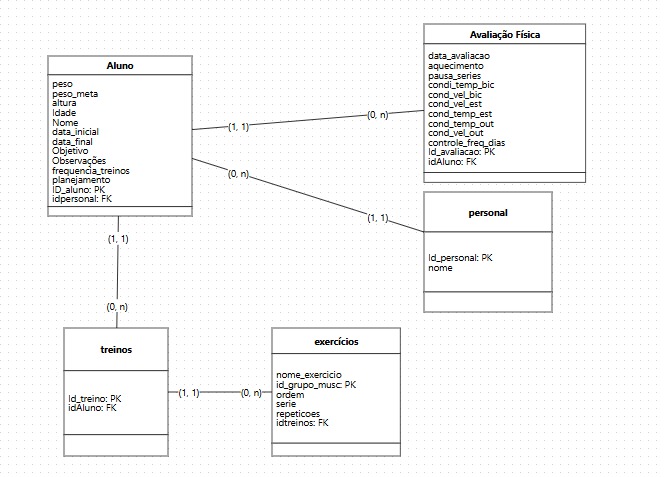 Aluno
peso
peso_meta
altura
Idade
Nome
data_inicial
data_final
Objetivo
Observações
frequencia_treinos
planejamento
ID_aluno: PK
idpersonal: FK
(1, 1)
(0, n)
Avaliação Física
data_avaliacao
aquecimento
pausa_series
condi_temp_bic
cond_vel_bic
cond_vel_est
cond_temp_est
cond_temp_out
cond_vel_out
controle_freq_dias
Id_avaliacao: PK
idAluno: FK
(0, n)
(1, 1)
personal
Id_personal: PK
nome
(1, 1)
(0, n)
treinos
Id_treino: PK
idAluno: FK
(1, 1)
(0, n)
exercícios
nome_exercicio
id_grupo_musc: PK
ordem
serie
repeticoes
idtreinos: FK